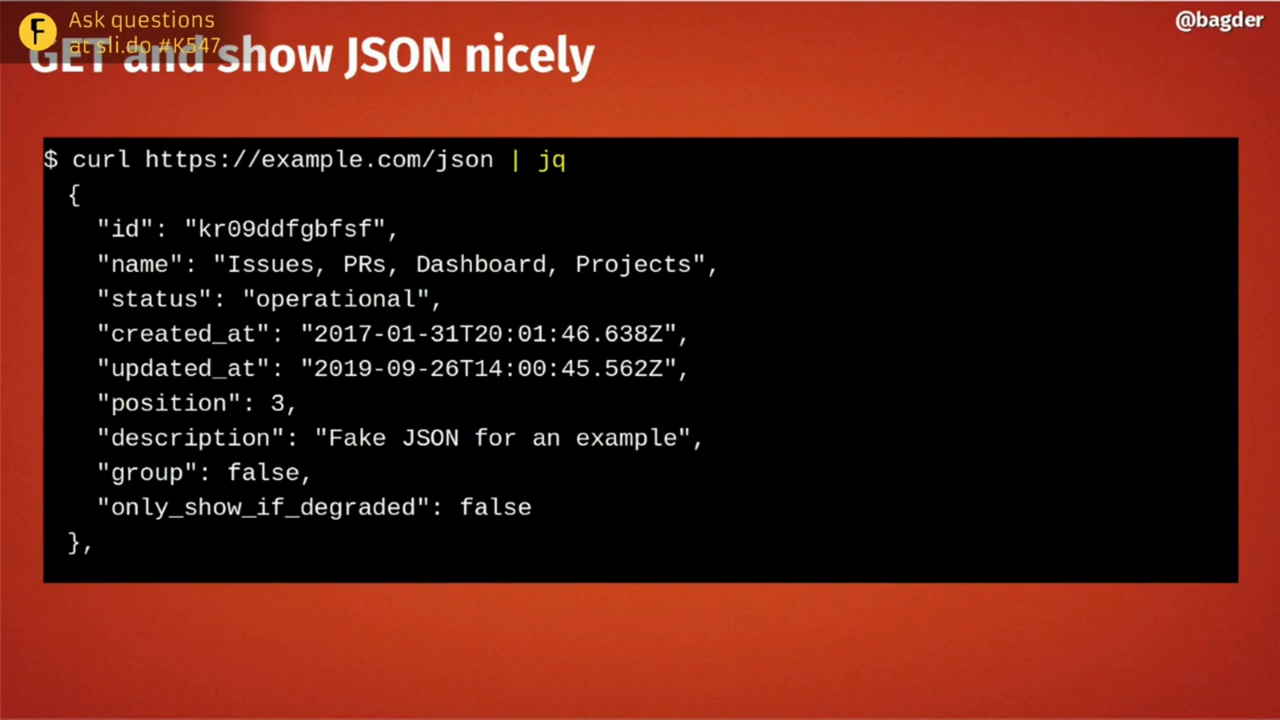 Ask questions
at sli.do #K547
@bagder
GET and show JSON nicely
$ curl https://example.com/json | jq
{
"id": "kr09ddfgbfsf",
"name": "Issues, PRs, Dashboard, Projects",
"status": "operational",
"created_at": "2017-01-31T20:01:46.638Z",
"updated_at": "2019-09-26T14:00:45.562Z",
"position": 3,
"description": "Fake JSON for an example",
"group": false,
"only_show_if_degraded": false
},